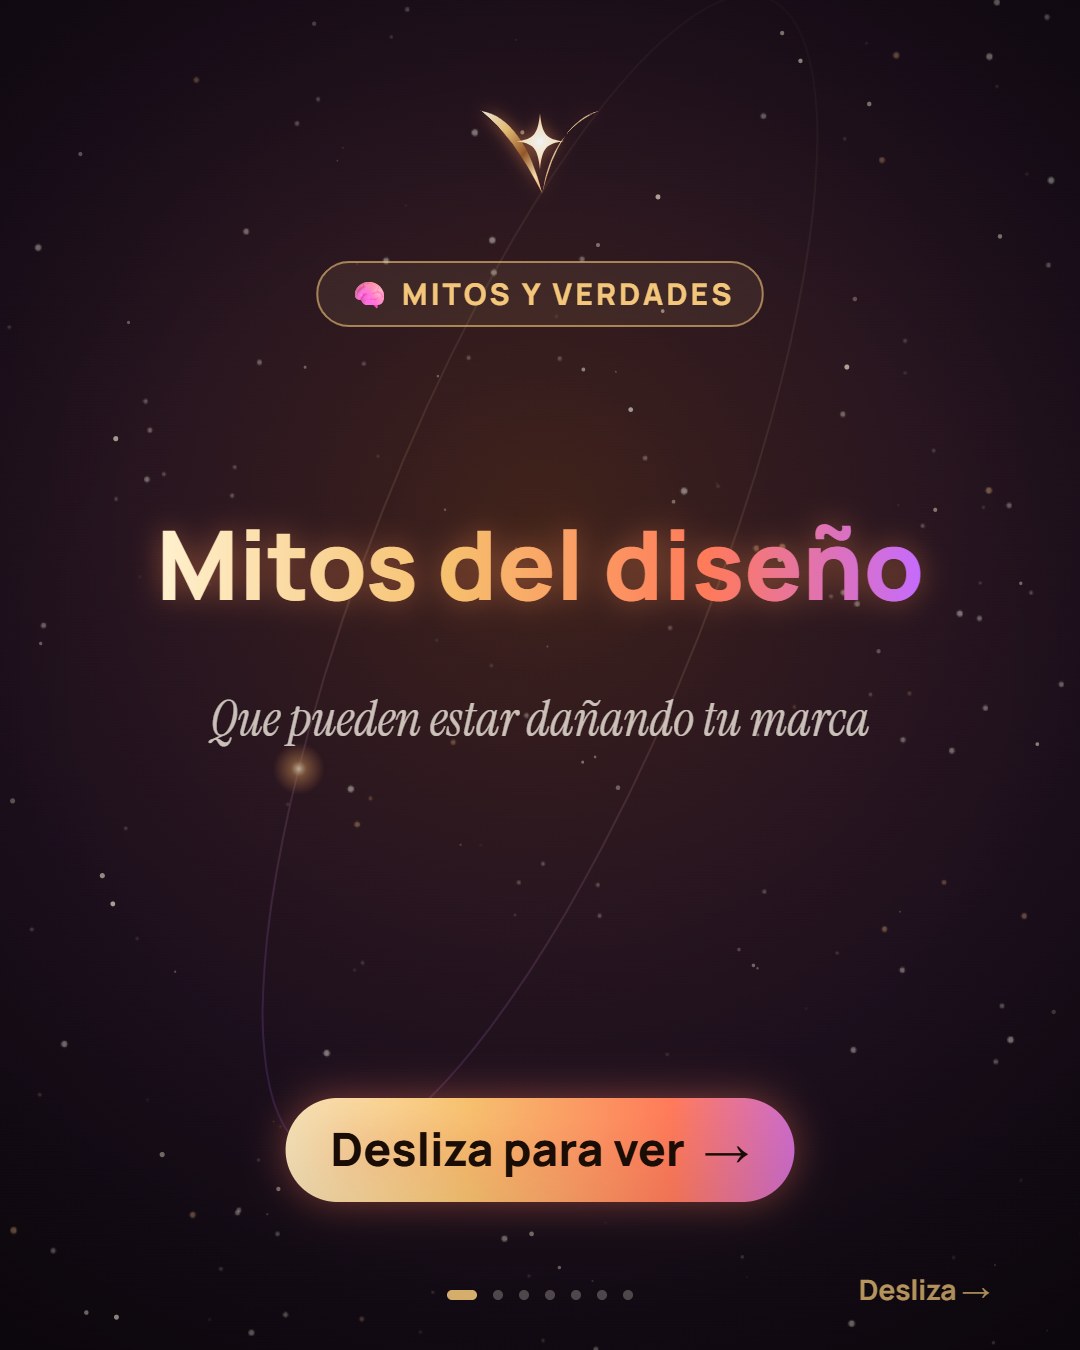 🧠 MITOS Y VERDADES
Mitos del diseño
Que pueden estar dañando tu marca
Desliza para ver →
Desliza →